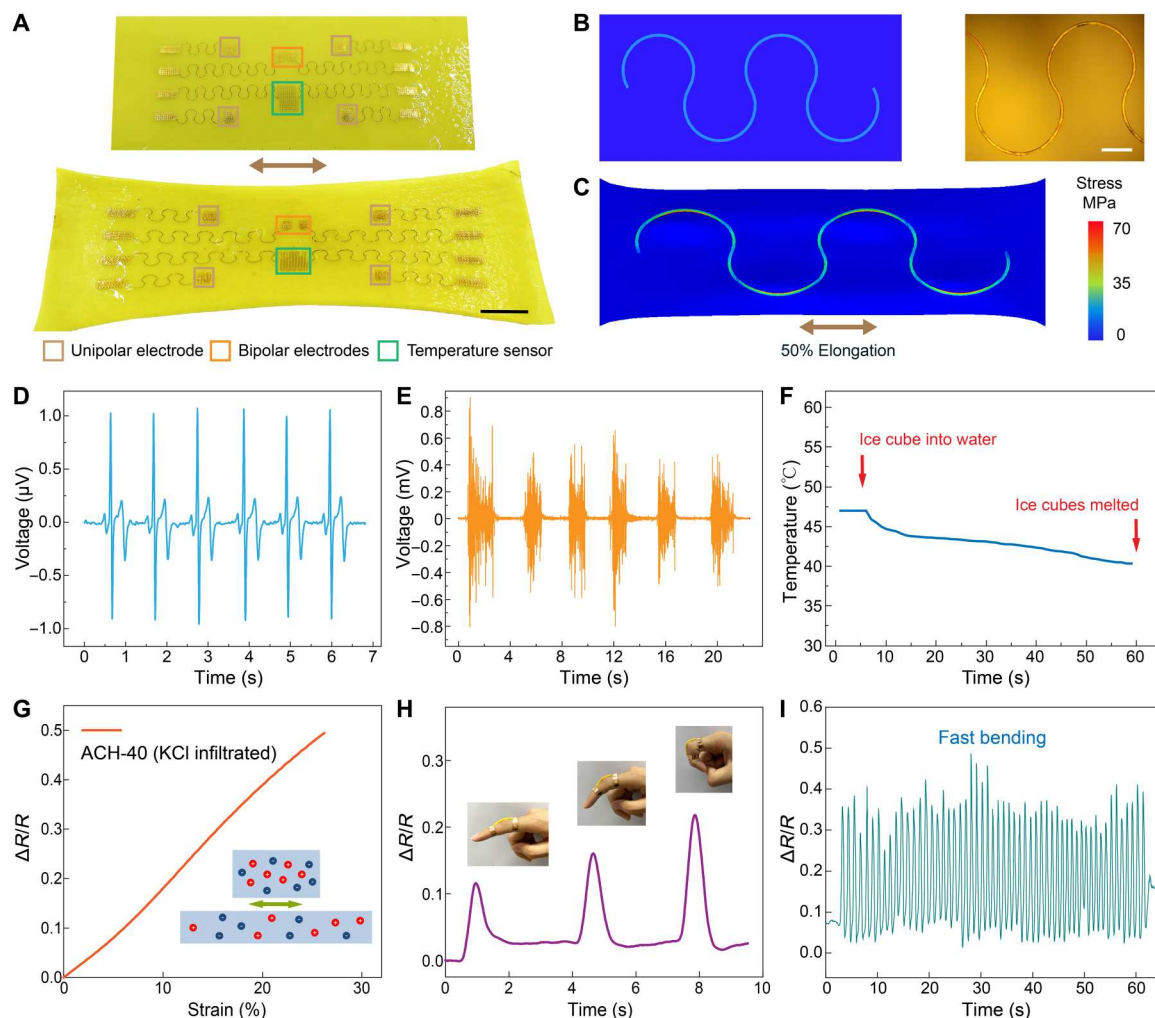 A
Unipolar electrode
Bipolar electrodes
Temperature sensor
B
C
Stress
MPa
70
35
0
50% Elongation
D
Voltage (μV)
1.0
0.5
0.0
−0.5
−1.0
0 1 2 3 4 5 6 7
Time (s)
E
Voltage (mV)
0.8
0.6
0.4
0.2
0
−0.2
−0.4
−0.6
−0.8
0 4 8 12 16 20
Time (s)
F
Temperature (℃)
60
55
50
45
40
35
30
Ice cube into water
Ice cubes melted
0 10 20 30 40 50 60
Time (s)
G
ΔR/R
0.5
0.4
0.3
0.2
0.1
0.0
ACH-40 (KCl infiltrated)
0 10 20 30
Strain (%)
H
ΔR/R
0.3
0.2
0.1
0.0
0 2 4 6 8 10
Time (s)
I
ΔR/R
0.6
0.5
0.4
0.3
0.2
0.1
0.0
Fast bending
0 10 20 30 40 50 60
Time (s)